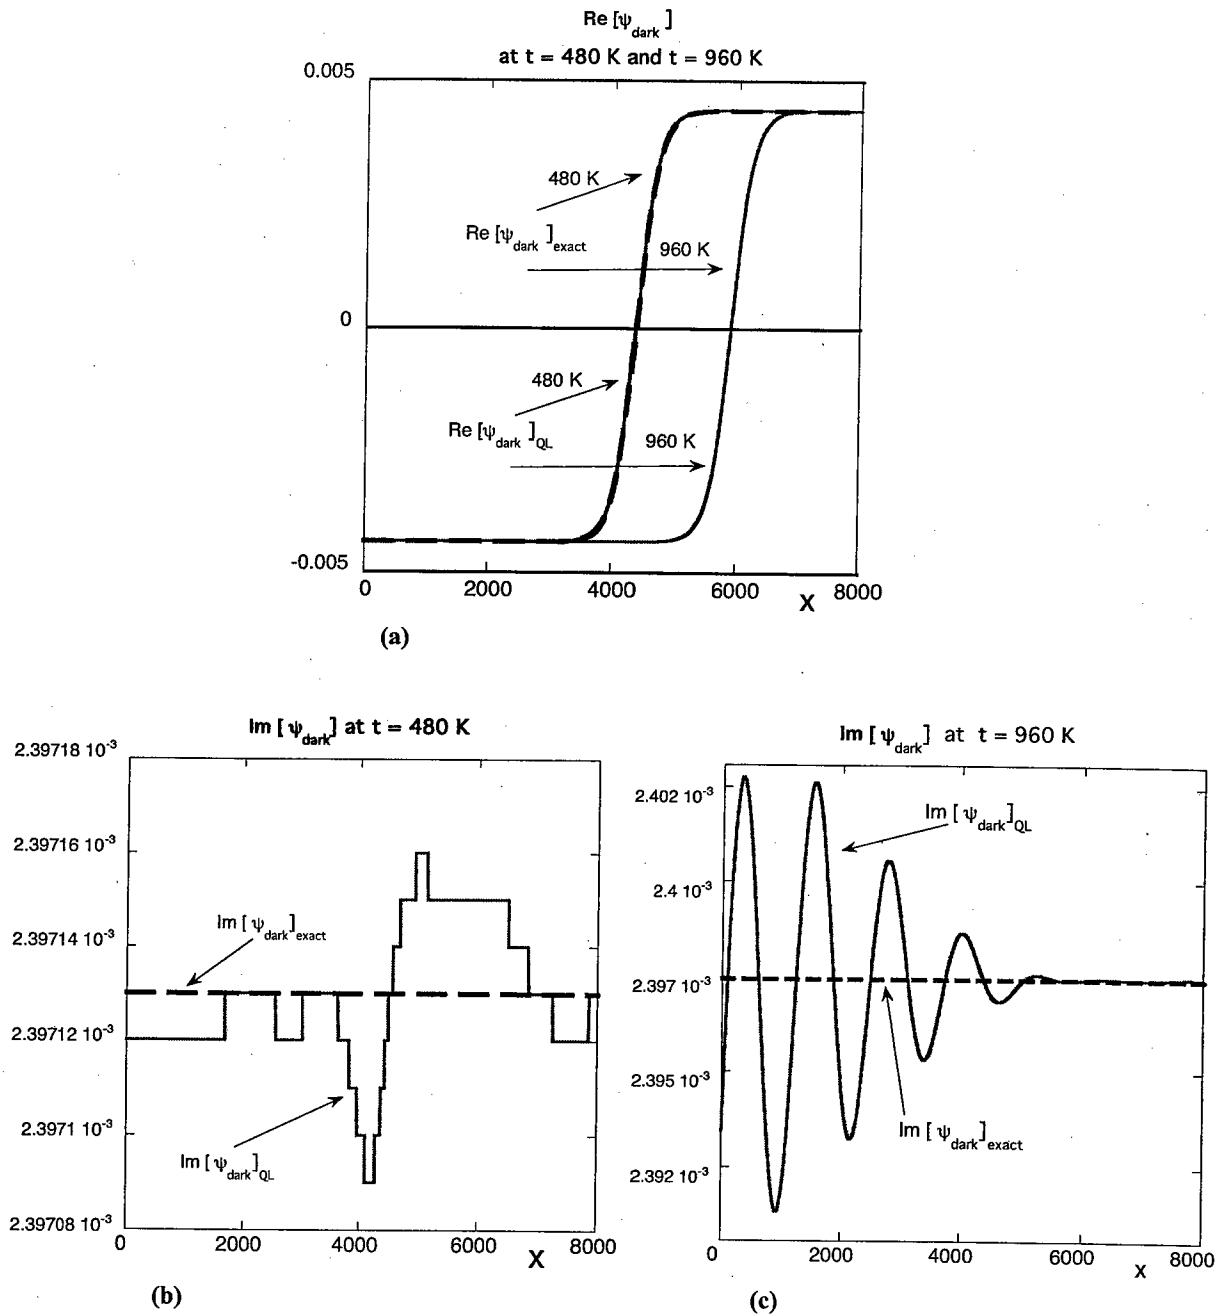 Re [ψdark ]
at t = 480 K and t = 960 K
0.005
480 K
Re [ψdark ]exact
960 K
0
480 K
Re [ψdark ]QL
960 K
-0.005
0 2000 4000 6000 8000
X
(a)
Im [ψdark] at t = 480 K
2.39718 10-3
2.39716 10-3
2.39714 10-3
2.39712 10-3
2.3971 10-3
2.39708 10-3
Im [ψdark]exact
Im [ψdark]QL
0 2000 4000 6000 8000
X
(b)
Im [ψdark] at t = 960 K
2.402 10-3
2.4 10-3
2.397 10-3
2.395 10-3
2.392 10-3
Im [ψdark]QL
Im [ψdark]exact
0 2000 4000 6000 8000
X
(c)